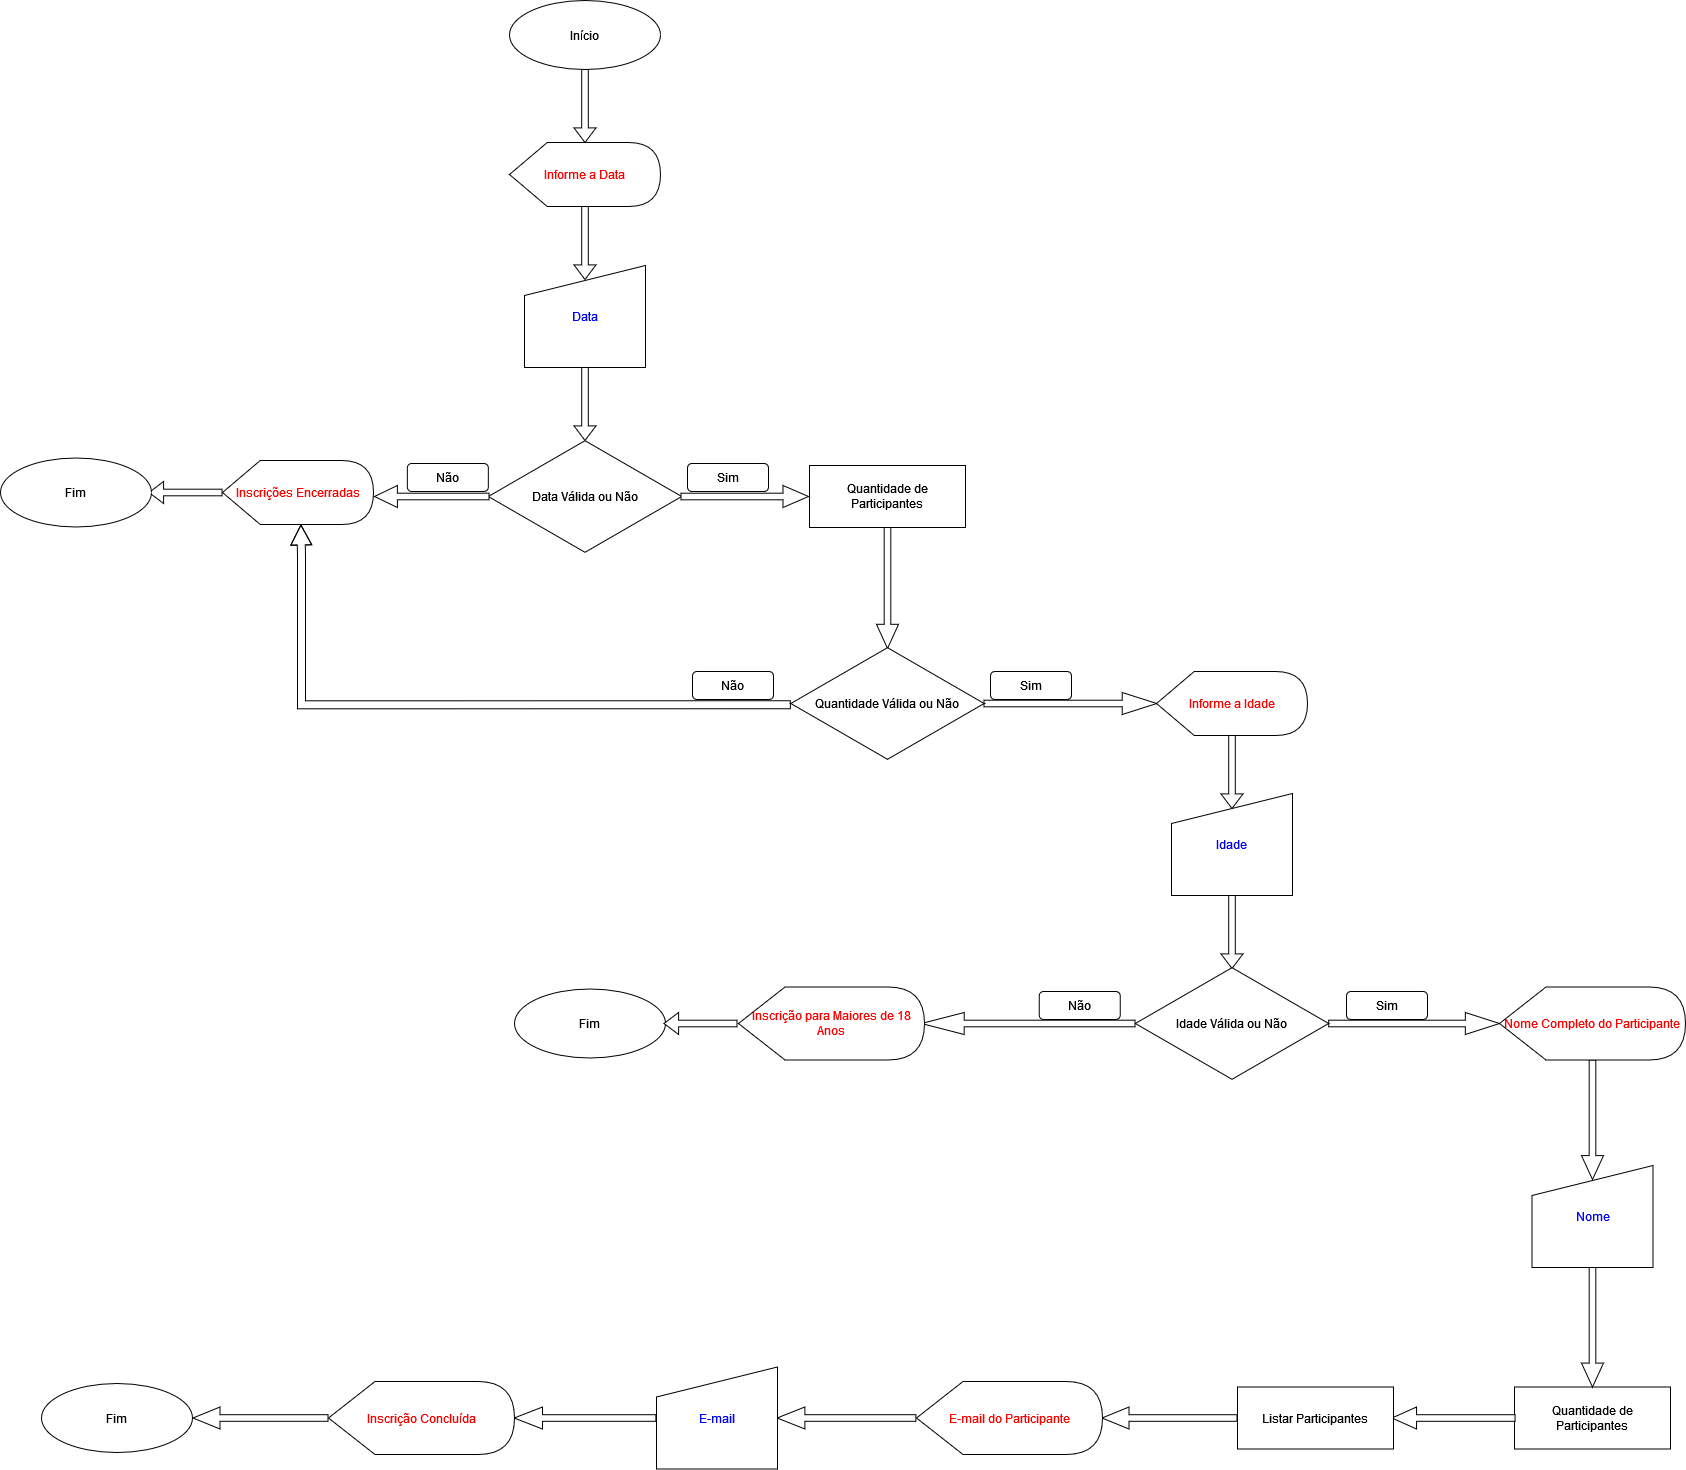 Início
Informe a Data
Data
Fim
Inscrições Encerradas
Não
Data Válida ou Não
Sim
Quantidade de
Participantes
Não
Quantidade Válida ou Não
Sim
Informe a Idade
Idade
Fim
Inscrição para Maiores de 18
Anos
Não
Idade Válida ou Não
Sim
Nome Completo do Participante
Nome
Fim
Inscrição Concluída
E-mail
E-mail do Participante
Listar Participantes
Quantidade de
Participantes